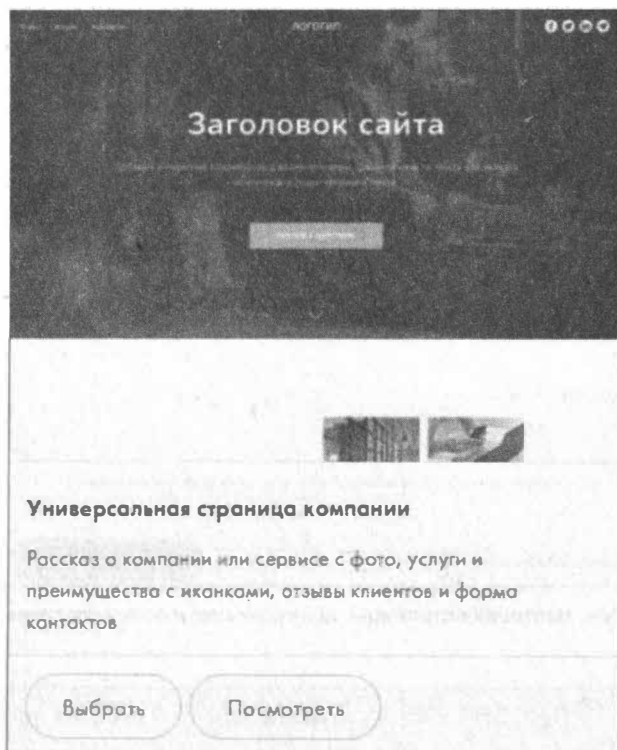 ЛОГОТИП
Заголовок сайта
Универсальная страница компании
Рассказ о компании или сервисе с фото, услуги и
преимущества с иконками, отзывы клиентов и форма
контактов
Выбрать
Посмотреть